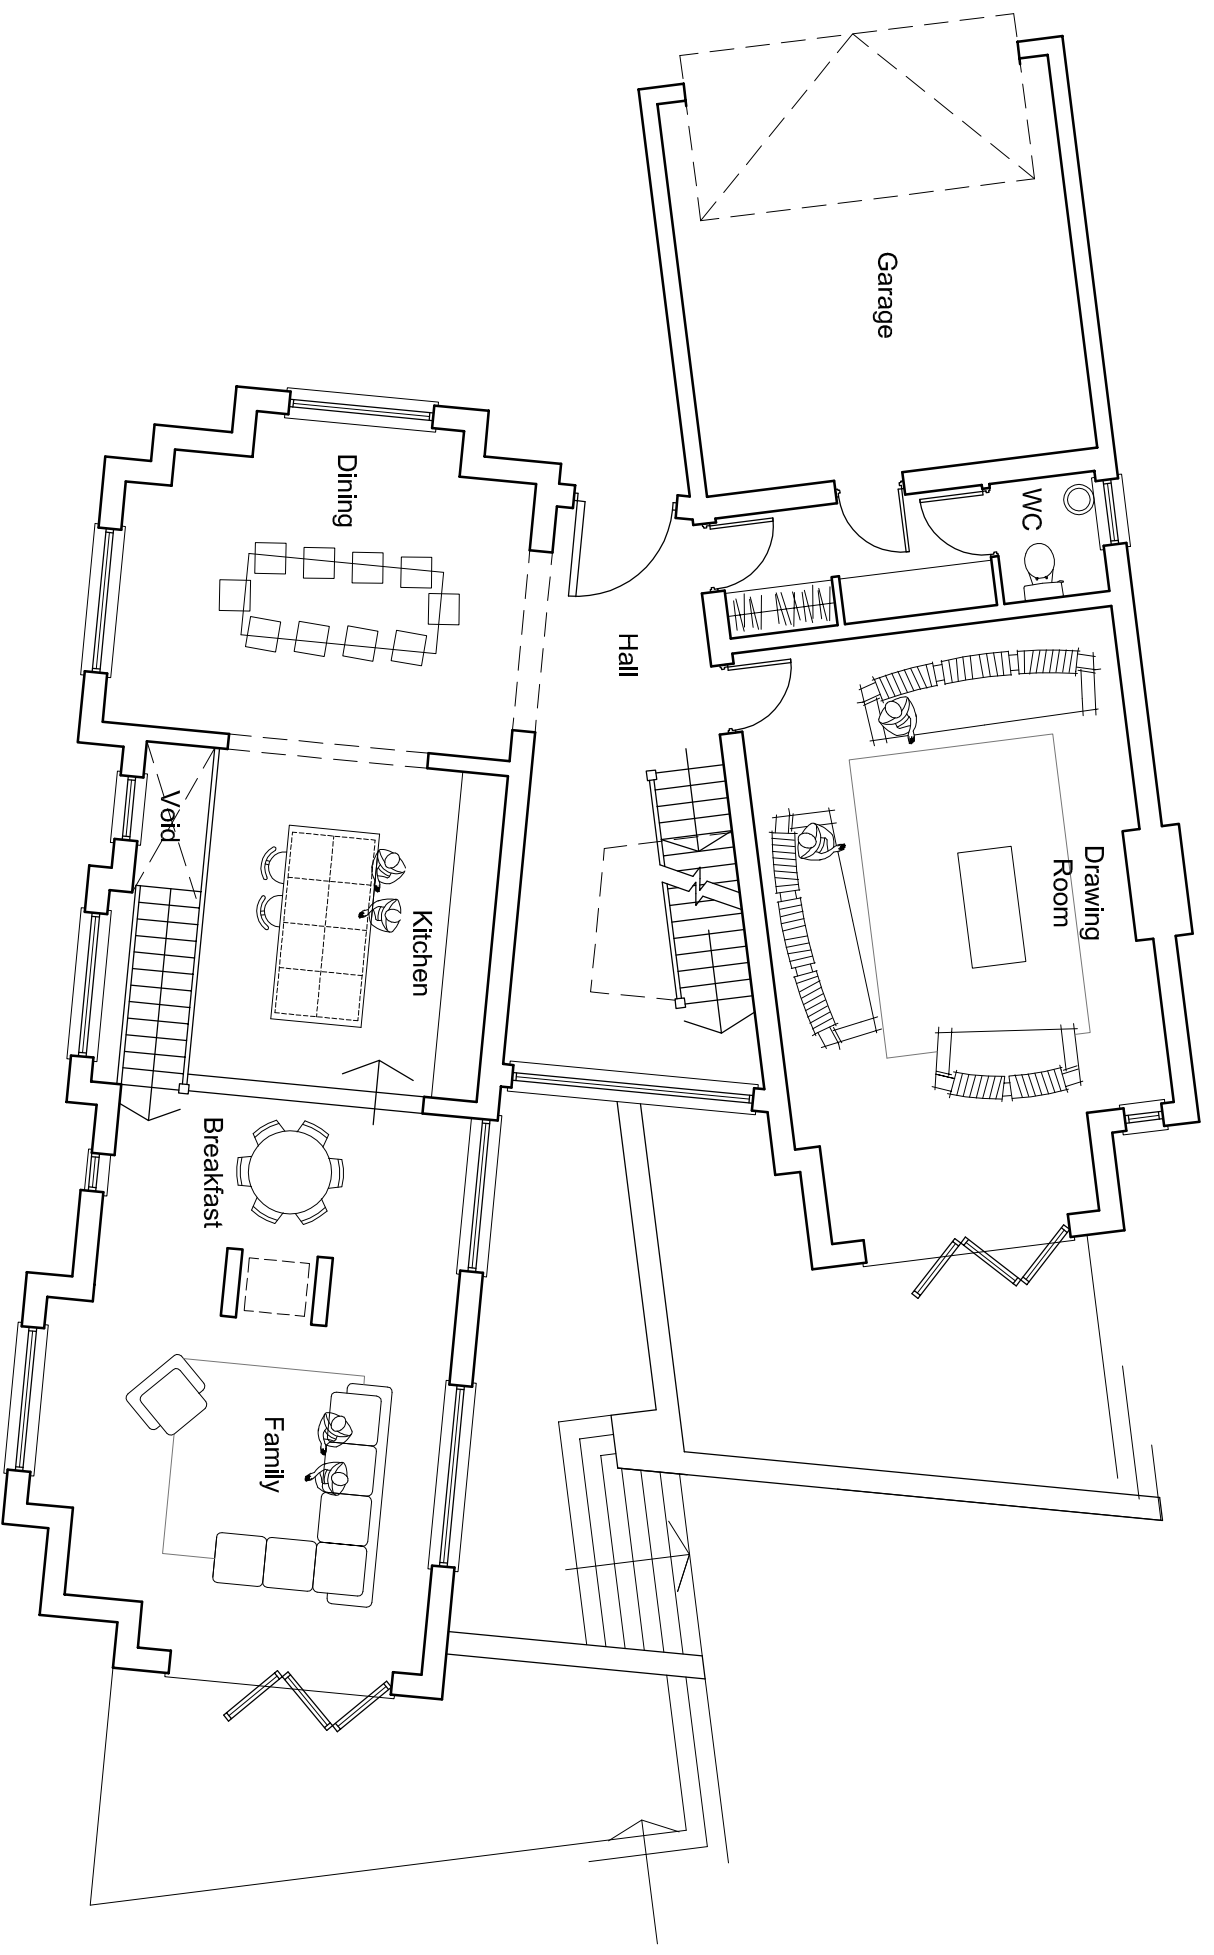 Drawing
Room
WC
Garage
Hall
Kitchen
Dining
Family
Breakfast
Void